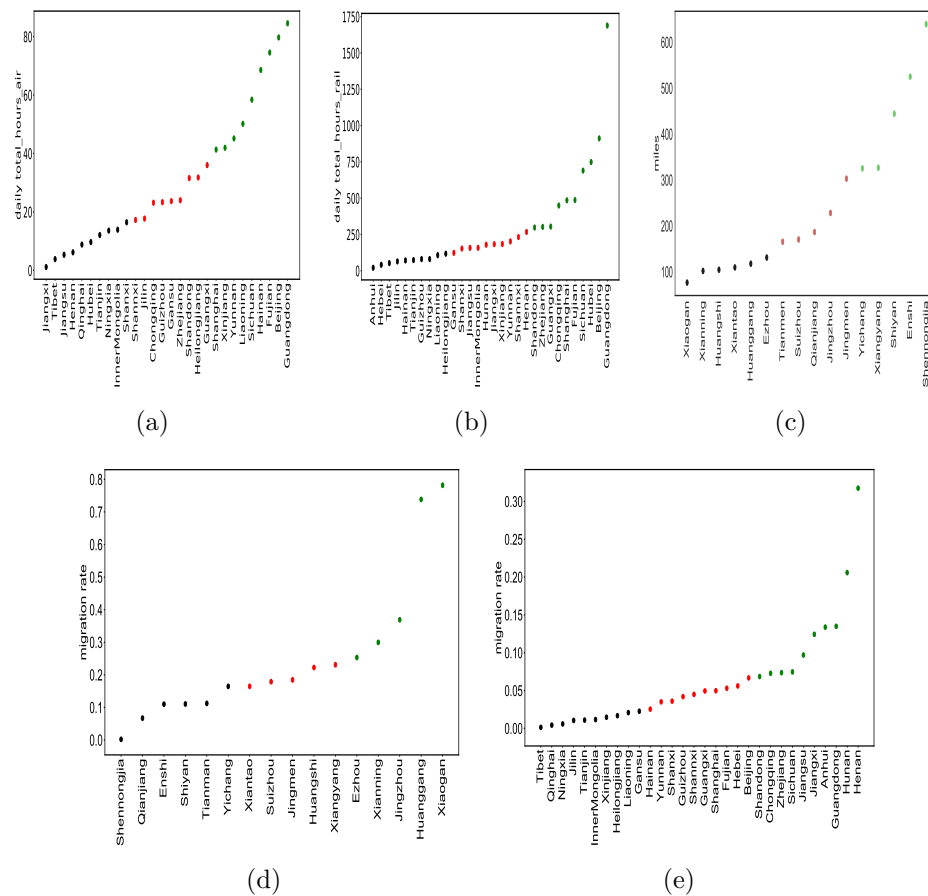 daily total_hours_air
80
60
40
20
0
Jiangxi
Tibet
Jiangsu
Henan
Qinghai
Hubei
Tianjin
Ningxia
InnerMongolia
Shanxi
Shannxi
Jilin
Chongqing
Guizhou
Gansu
Zhejiang
Shandong
Heilongjiang
Guangxi
Shanghai
Xinjiang
Yunnan
Liaoning
Sichuan
Hainan
Fujian
Beijing
Guangdong
(a)
daily total_hours_rail
1750
1500
1250
1000
750
500
250
0
Anhui
Hebei
Tibet
Jilin
Hainan
Tianjin
Guizhou
Ningxia
Liaoning
Heilongjiang
Gansu
Shanxi
Jiangsu
InnerMongolia
Hunan
Jiangxi
Xinjiang
Yunnan
Shannxi
Henan
Shandong
Zhejiang
Guangxi
Chongqing
Shanghai
Fujian
Sichuan
Hubei
Beijing
Guangdong
(b)
miles
600
500
400
300
200
100
Xiaogan
Xianning
Huangshi
Xiantao
Huanggang
Ezhou
Tianmen
Suizhou
Qianjiang
Jingzhou
Jingmen
Yichang
Xiangyang
Shiyan
Enshi
Shennongjia
(c)
migration rate
0.8
0.7
0.6
0.5
0.4
0.3
0.2
0.1
0.0
Shennongjia
Qianjiang
Enshi
Shiyan
Tianman
Yichang
Xiantao
Suizhou
Jingmen
Huangshi
Xiangyang
Ezhou
Xianning
Jingzhou
Huanggang
Xiaogan
(d)
migration rate
0.30
0.25
0.20
0.15
0.10
0.05
0.00
Tibet
Qinghai
Ningxia
Jilin
Tianjin
InnerMongolia
Xinjiang
Heilongjiang
Liaoning
Gansu
Hainan
Yunnan
Shanxi
Guizhou
Shannxi
Guangxi
Shanghai
Fujian
Hebei
Beijing
Shandong
Chongqing
Zhejiang
Sichuan
Jiangsu
Jiangxi
Anhui
Guangdong
Hunan
Henan
(e)